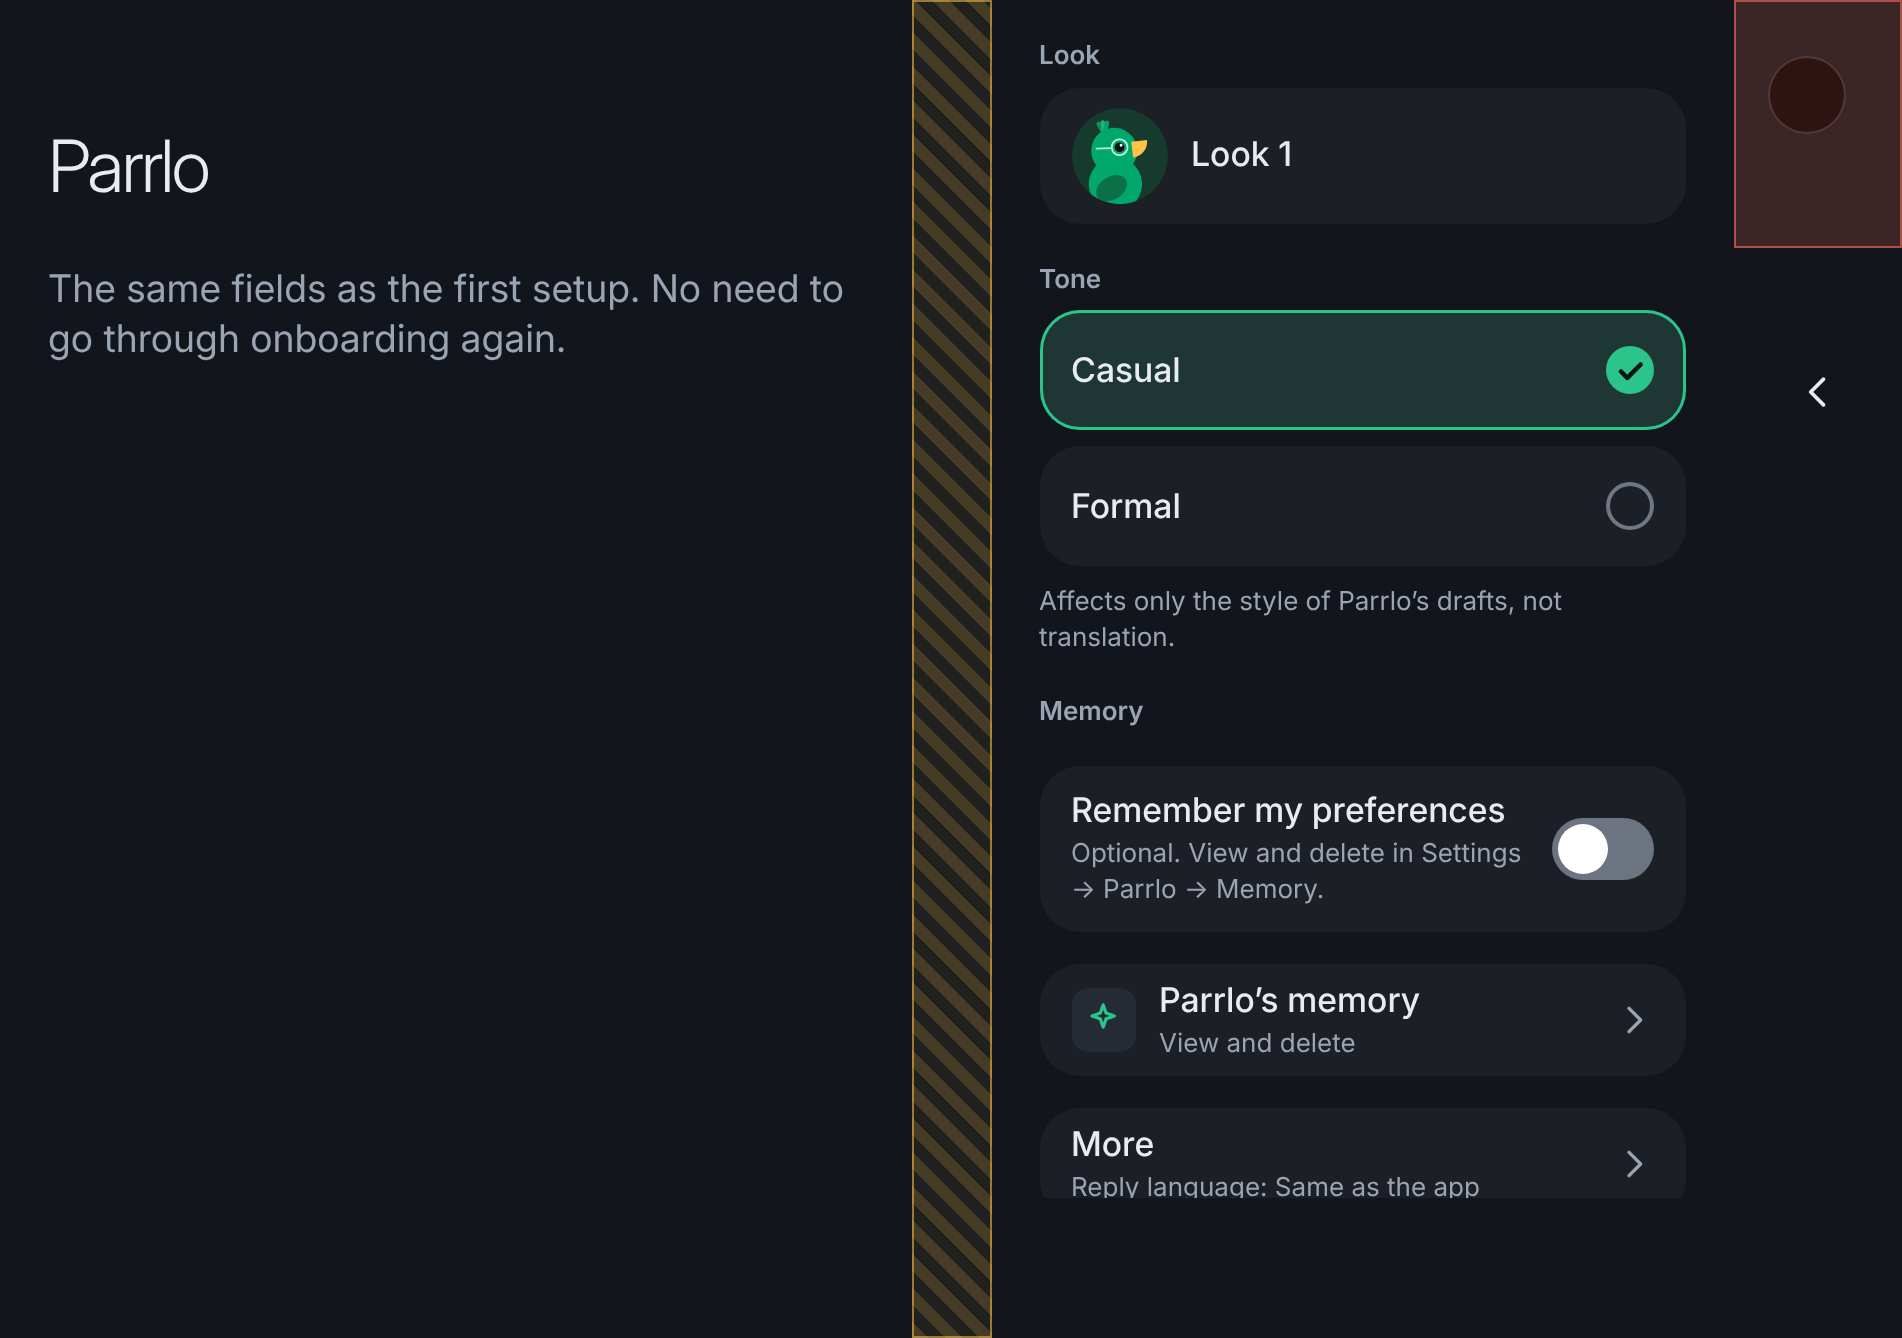 Parrlo
The same fields as the first setup. No need to
go through onboarding again.
Look
Look 1
Tone
Casual
Formal
Affects only the style of Parrlo’s drafts, not
translation.
Memory
Remember my preferences
Optional. View and delete in Settings
→ Parrlo → Memory.
Parrlo’s memory
View and delete
More
Reply language: Same as the app